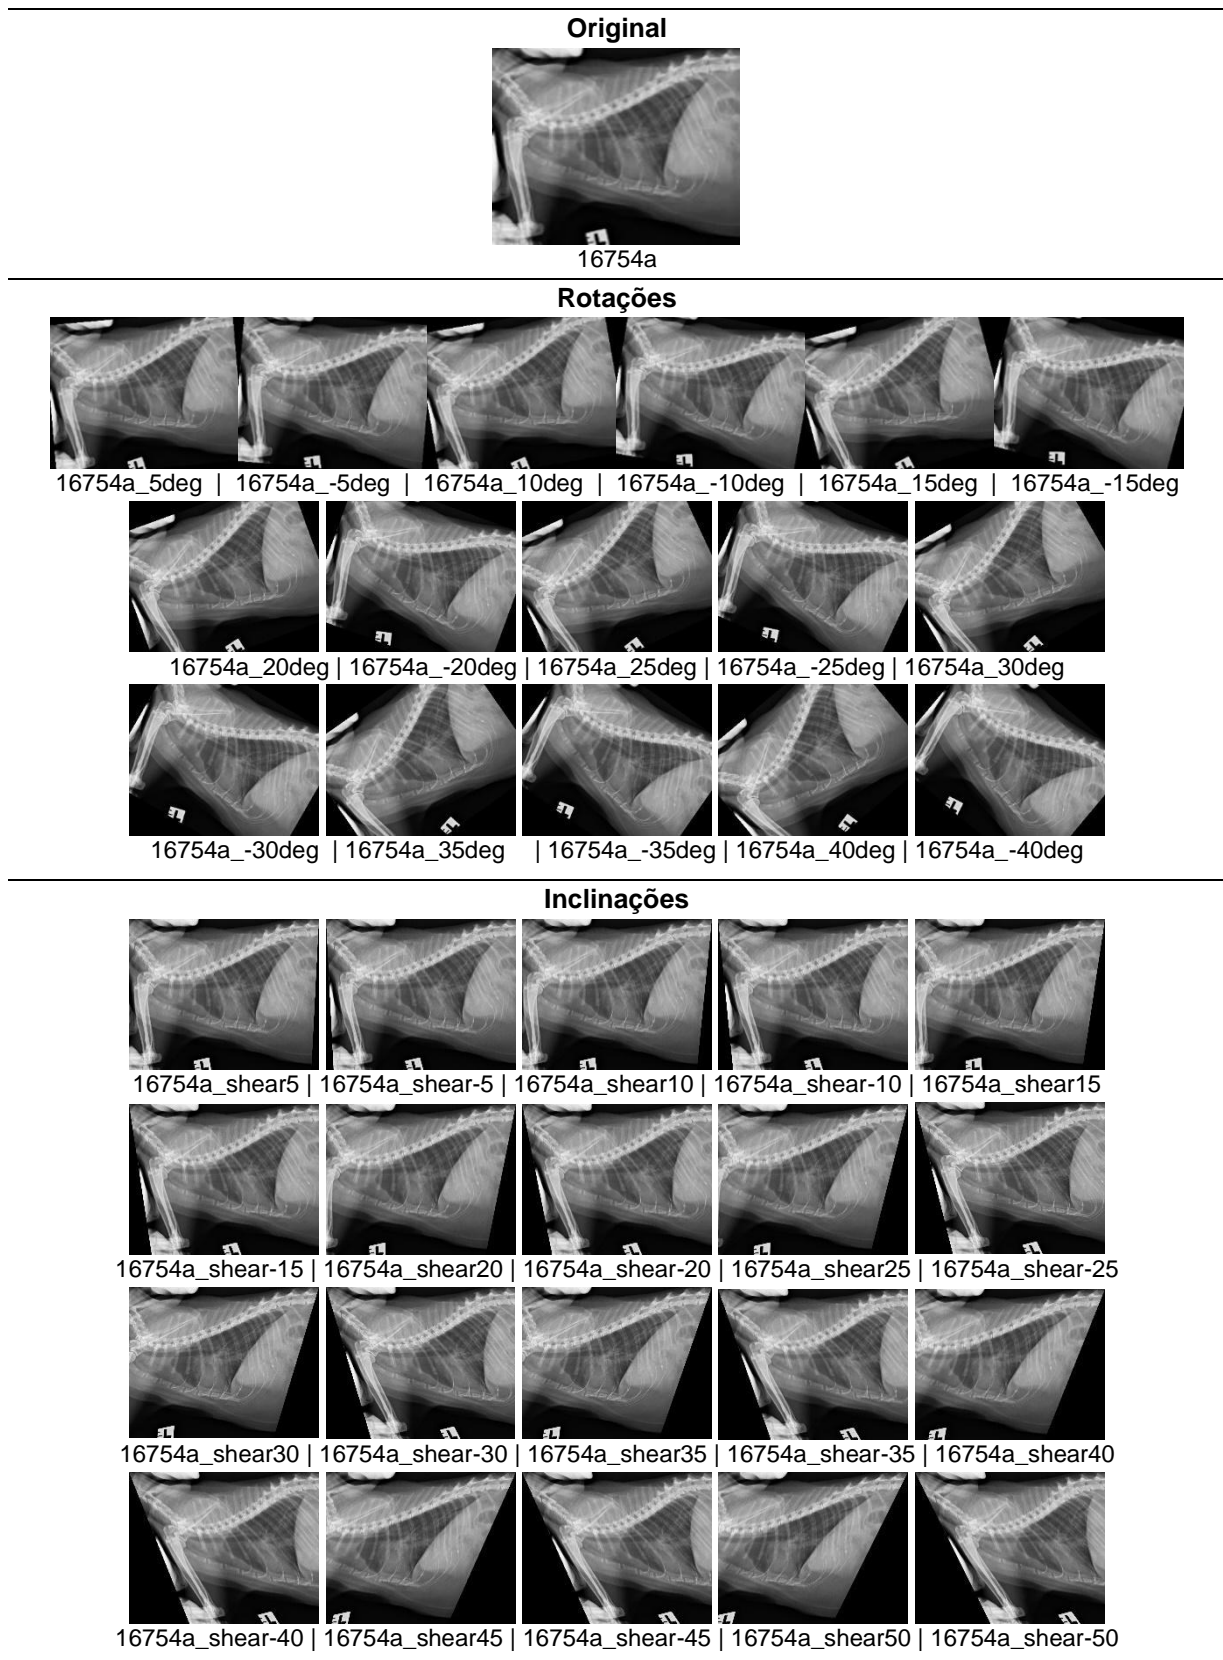 Original
16754a
Rotações
16754a_5deg | 16754a_-5deg | 16754a_10deg | 16754a_-10deg | 16754a_15deg | 16754a_-15deg
16754a_20deg | 16754a_-20deg | 16754a_25deg | 16754a_-25deg | 16754a_30deg
16754a_-30deg | 16754a_35deg | 16754a_-35deg | 16754a_40deg | 16754a_-40deg
Inclinações
16754a_shear5 | 16754a_shear-5 | 16754a_shear10 | 16754a_shear-10 | 16754a_shear15
16754a_shear-15 | 16754a_shear20 | 16754a_shear-20 | 16754a_shear25 | 16754a_shear-25
16754a_shear30 | 16754a_shear-30 | 16754a_shear35 | 16754a_shear-35 | 16754a_shear40
16754a_shear-40 | 16754a_shear45 | 16754a_shear-45 | 16754a_shear50 | 16754a_shear-50